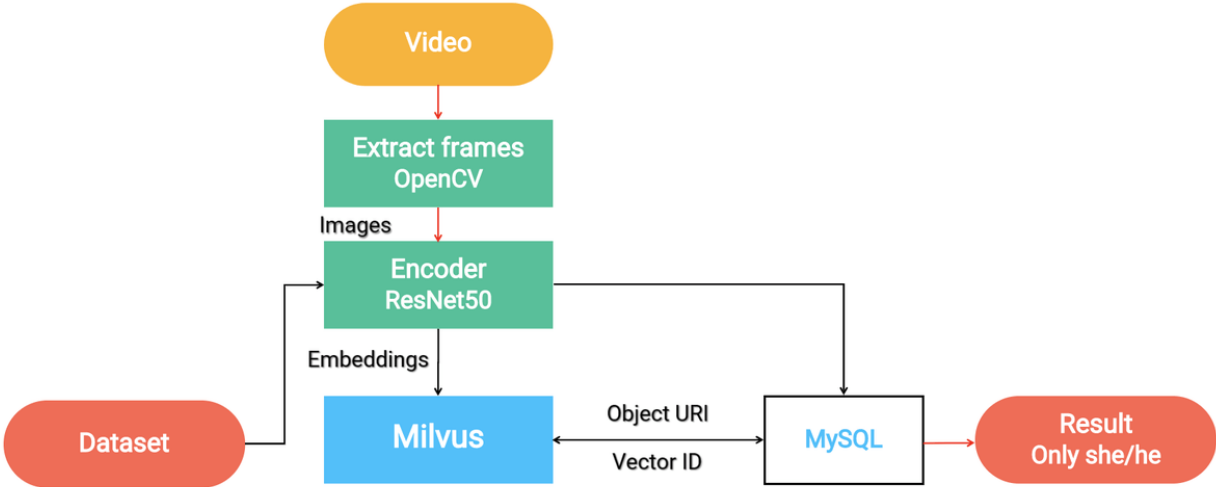 Video
Extract frames
OpenCV
Images
Encoder
ResNet50
Embeddings
Dataset
Milvus
Object URI
Vector ID
MySQL
Result
Only she/he